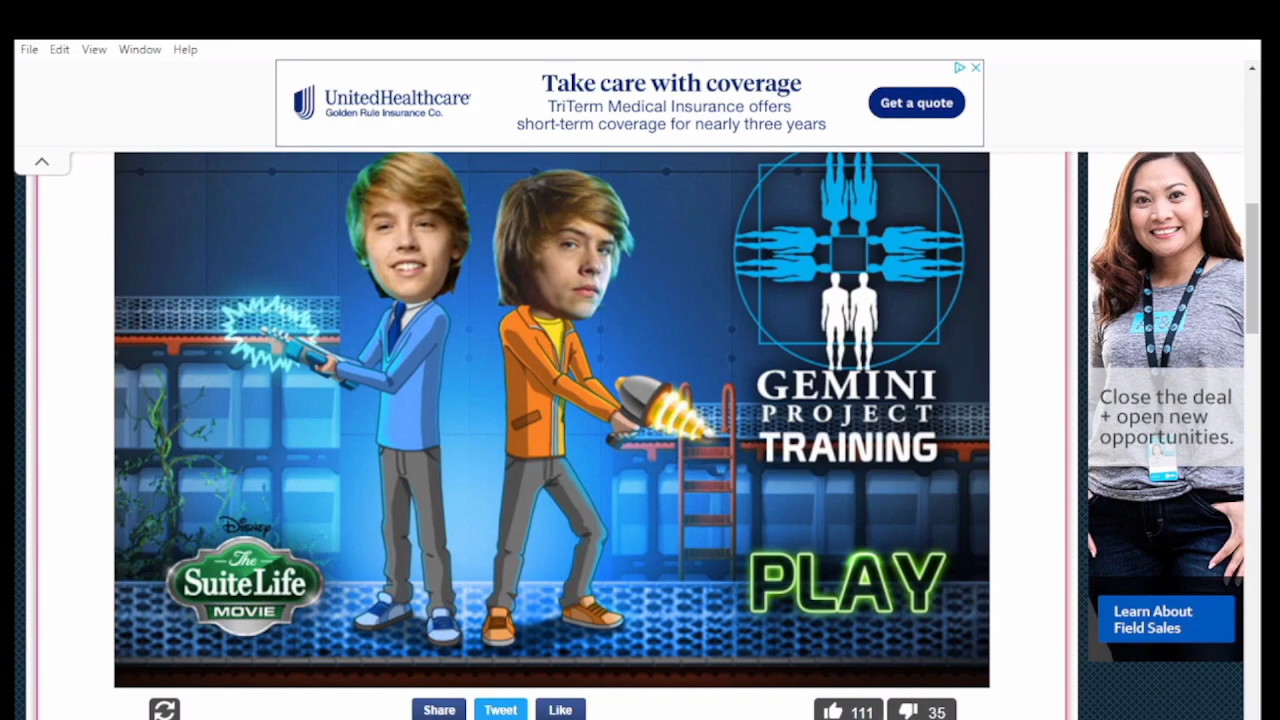 File Edit View Window Help
UnitedHealthcare
Golden Rule Insurance Co.
Take care with coverage
TriTerm Medical Insurance offers
short-term coverage for nearly three years
Get a quote
GEMINI
PROJECT
TRAINING
Disney
The
SuiteLife
MOVIE
PLAY
Close the deal
+ open new
opportunities.
Learn About
Field Sales
Share Tweet Like
111 35